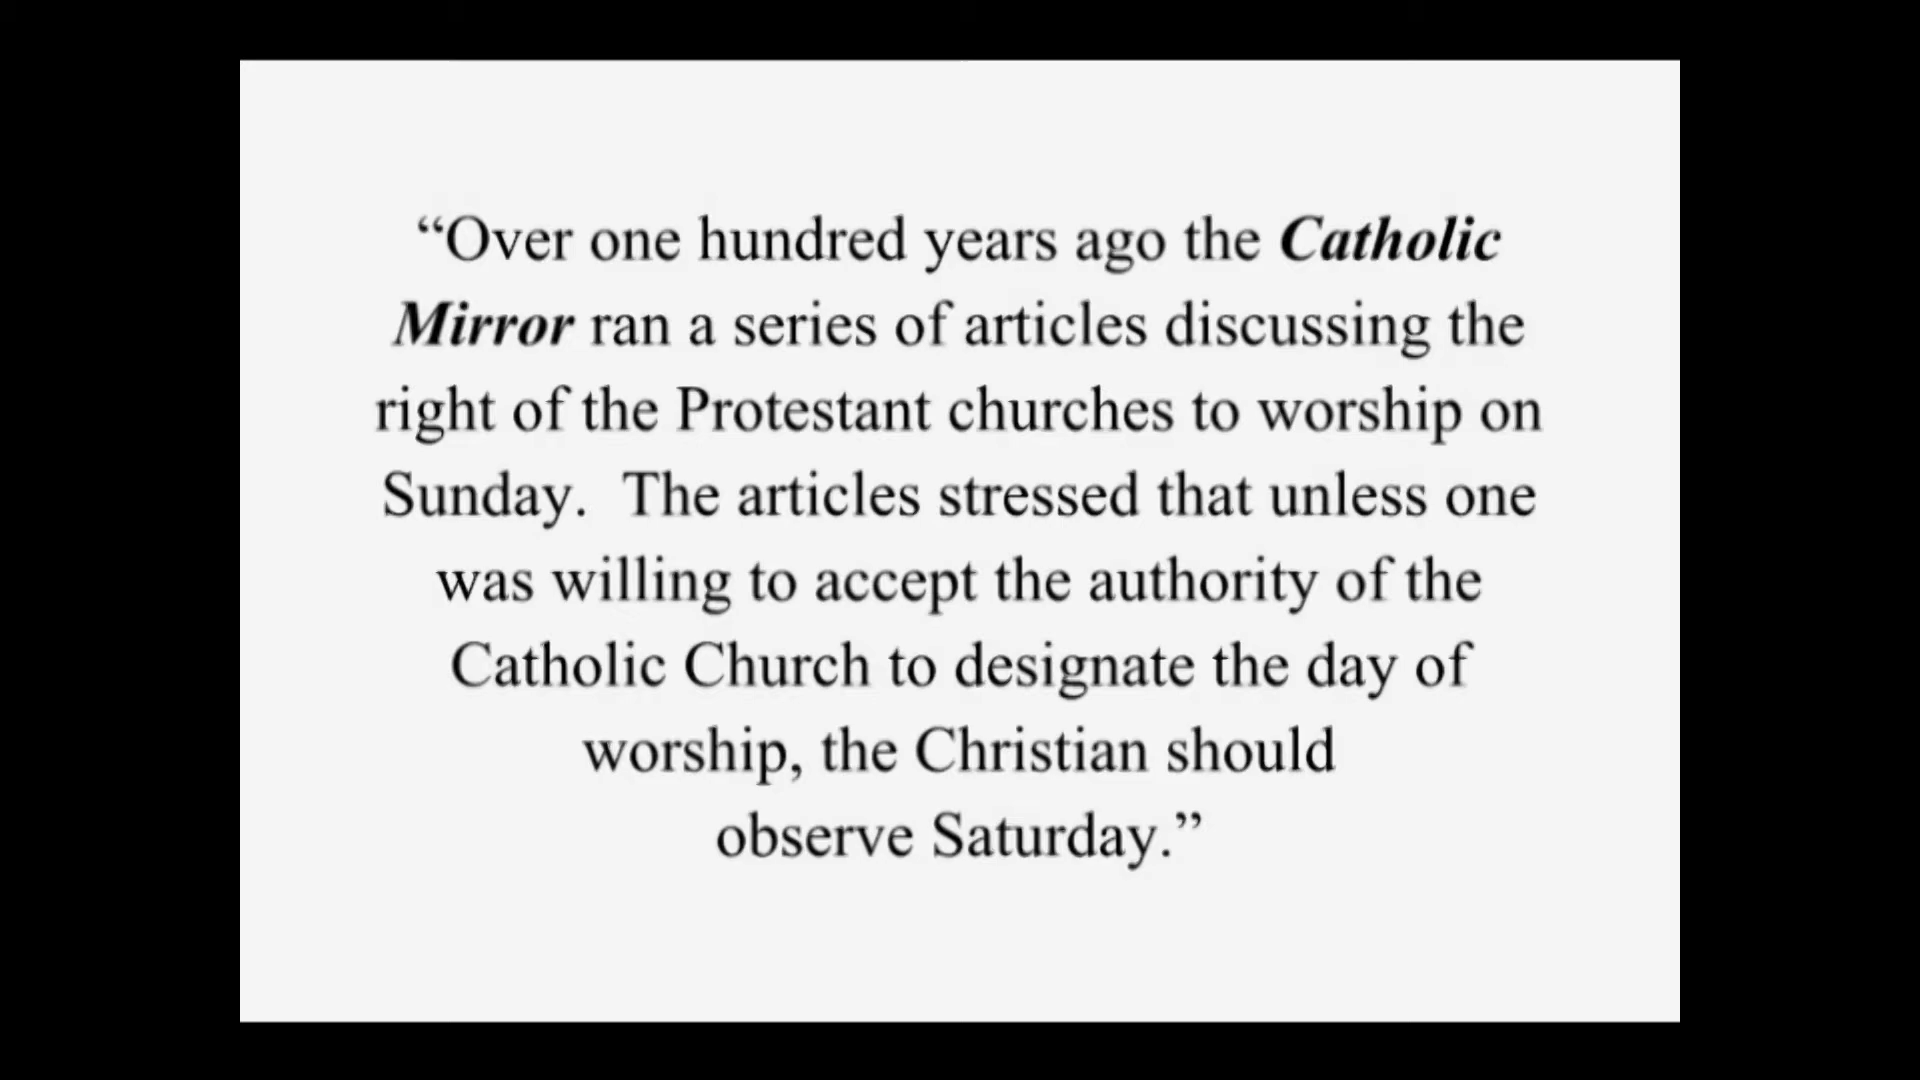 “Over one hundred years ago the Catholic
Mirror ran a series of articles discussing the
right of the Protestant churches to worship on
Sunday.  The articles stressed that unless one
was willing to accept the authority of the
Catholic Church to designate the day of
worship, the Christian should
observe Saturday.”